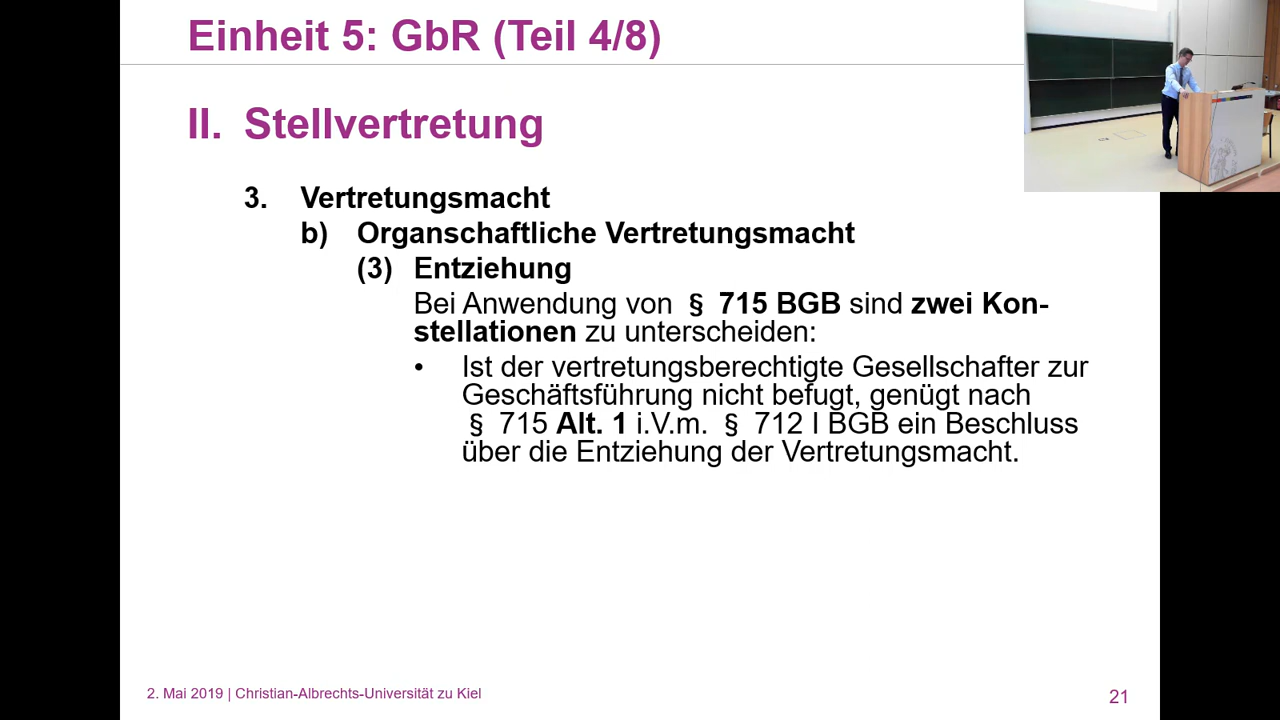 Einheit 5: GbR (Teil 4/8)
II. Stellvertretung
3. Vertretungsmacht
b) Organschaftliche Vertretungsmacht
(3) Entziehung
Bei Anwendung von § 715 BGB sind zwei Kon-
stellationen zu unterscheiden:
• Ist der vertretungsberechtigte Gesellschafter zur
Geschäftsführung nicht befugt, genügt nach
§ 715 Alt. 1 i.V.m. § 712 I BGB ein Beschluss
über die Entziehung der Vertretungsmacht.
2. Mai 2019 | Christian-Albrechts-Universität zu Kiel
21